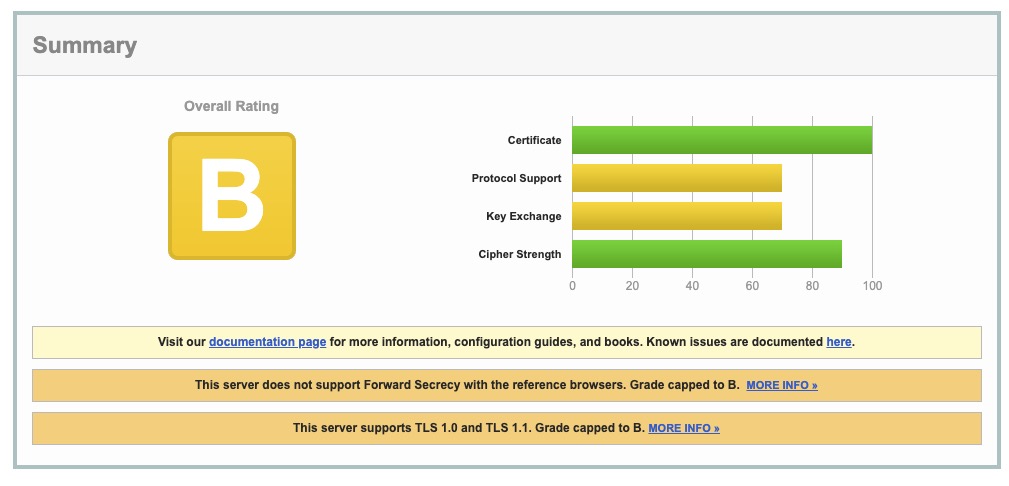 Summary
Overall Rating
B
Certificate
Protocol Support
Key Exchange
Cipher Strength
0 20 40 60 80 100
Visit our documentation page for more information, configuration guides, and books. Known issues are documented here.
This server does not support Forward Secrecy with the reference browsers. Grade capped to B. MORE INFO »
This server supports TLS 1.0 and TLS 1.1. Grade capped to B. MORE INFO »